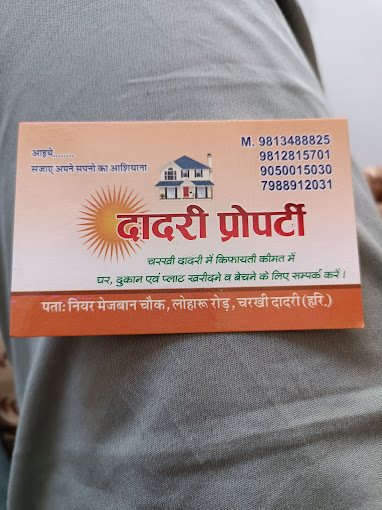 M. 9813488825
9812815701
9050015030
7988912031
आइये........
सजाए अपने सपनो का आशियाना
दादरी प्रोपर्टी
चरखी दादरी में किफायती कीमत में
घर, दुकान एवं प्लाट खरीदने व बेचने के लिए सम्पर्क करें।
पता: नियर मेजबान चौक, लोहारू रोड़, चरखी दादरी (हरि.)